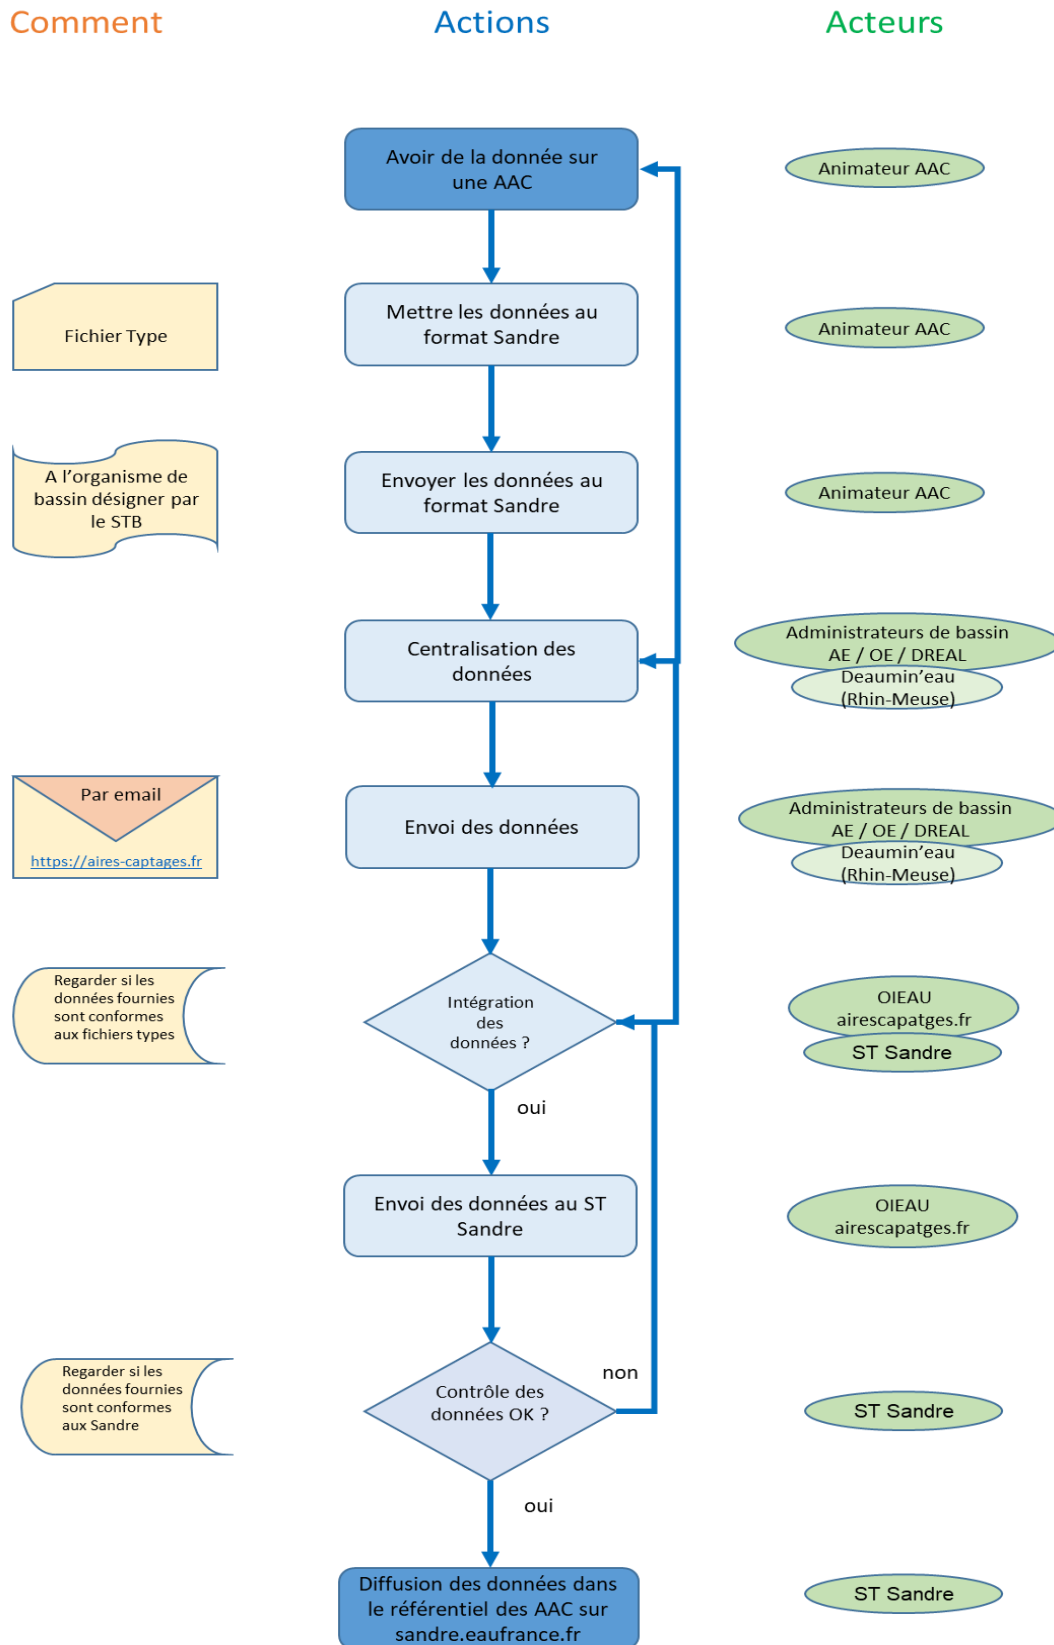 Comment
Actions
Acteurs
Avoir de la donnée sur
une AAC
Animateur AAC
Fichier Type
Mettre les données au
format Sandre
Animateur AAC
A l’organisme de
bassin désigner par
le STB
Envoyer les données au
format Sandre
Animateur AAC
Centralisation des
données
Administrateurs de bassin
AE / OE / DREAL
Deaumin’eau
(Rhin-Meuse)
Par email
https://aires-captages.fr
Envoi des données
Administrateurs de bassin
AE / OE / DREAL
Deaumin’eau
(Rhin-Meuse)
Regarder si les
données fournies
sont conformes
aux fichiers types
Intégration
des
données ?
OIEAU
airescapatges.fr
ST Sandre
oui
Envoi des données au ST
Sandre
OIEAU
airescapatges.fr
Regarder si les
données fournies
sont conformes
aux Sandre
Contrôle des
données OK ?
non
ST Sandre
oui
Diffusion des données dans
le référentiel des AAC sur
sandre.eaufrance.fr
ST Sandre